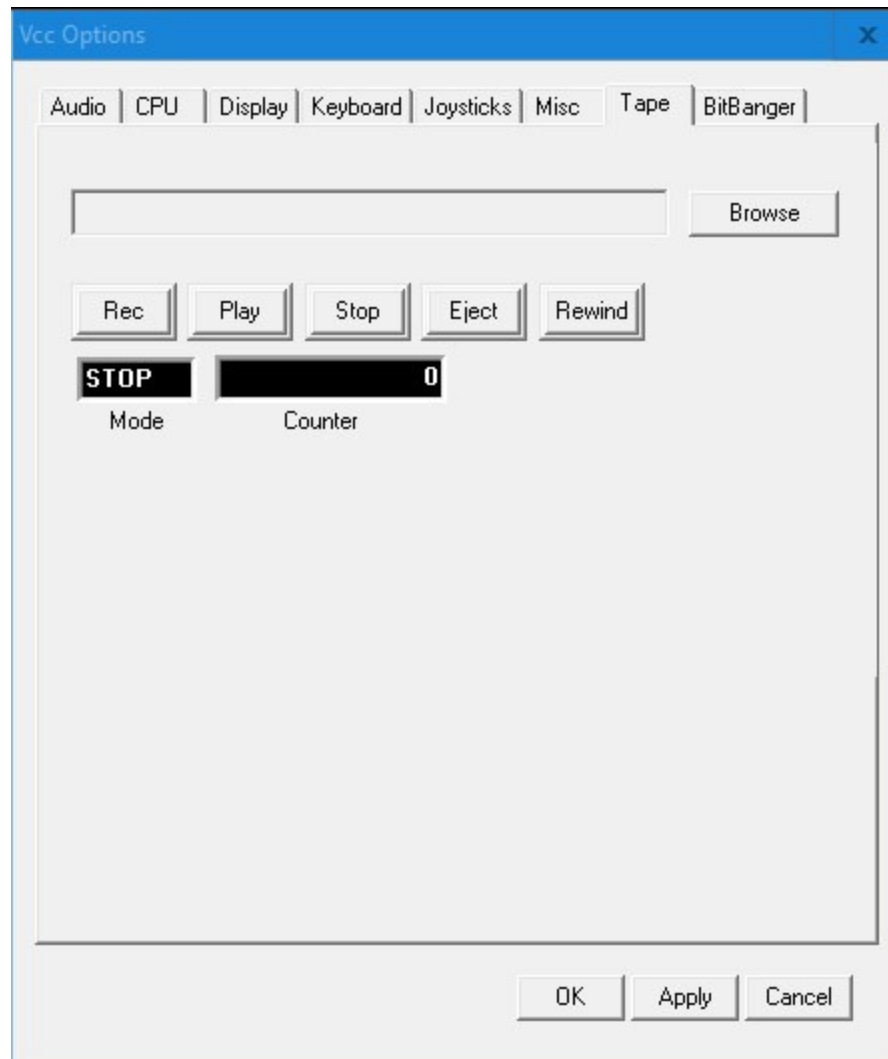 Vcc Options x
Audio CPU Display Keyboard Joysticks Misc Tape BitBanger
Browse
Rec Play Stop Eject Rewind
STOP 0
Mode Counter
OK Apply Cancel